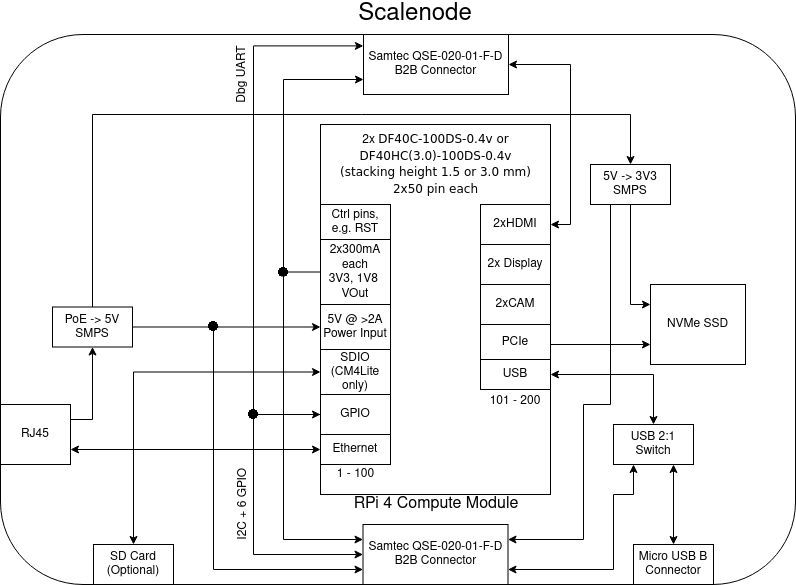 Scalenode
Dbg UART
Samtec QSE-020-01-F-D
B2B Connector
2x DF40C-100DS-0.4v or
DF40HC(3.0)-100DS-0.4v
(stacking height 1.5 or 3.0 mm)
2x50 pin each
5V -> 3V3
SMPS
Ctrl pins,
e.g. RST
2xHDMI
2x300mA
each
3V3, 1V8
VOut
2x Display
2xCAM
NVMe SSD
PoE -> 5V
SMPS
5V @ >2A
Power Input
PCIe
SDIO
(CM4Lite
only)
USB
101 - 200
GPIO
RJ45
USB 2:1
Switch
Ethernet
1 - 100
I2C + 6 GPIO
RPi 4 Compute Module
SD Card
(Optional)
Samtec QSE-020-01-F-D
B2B Connector
Micro USB B
Connector